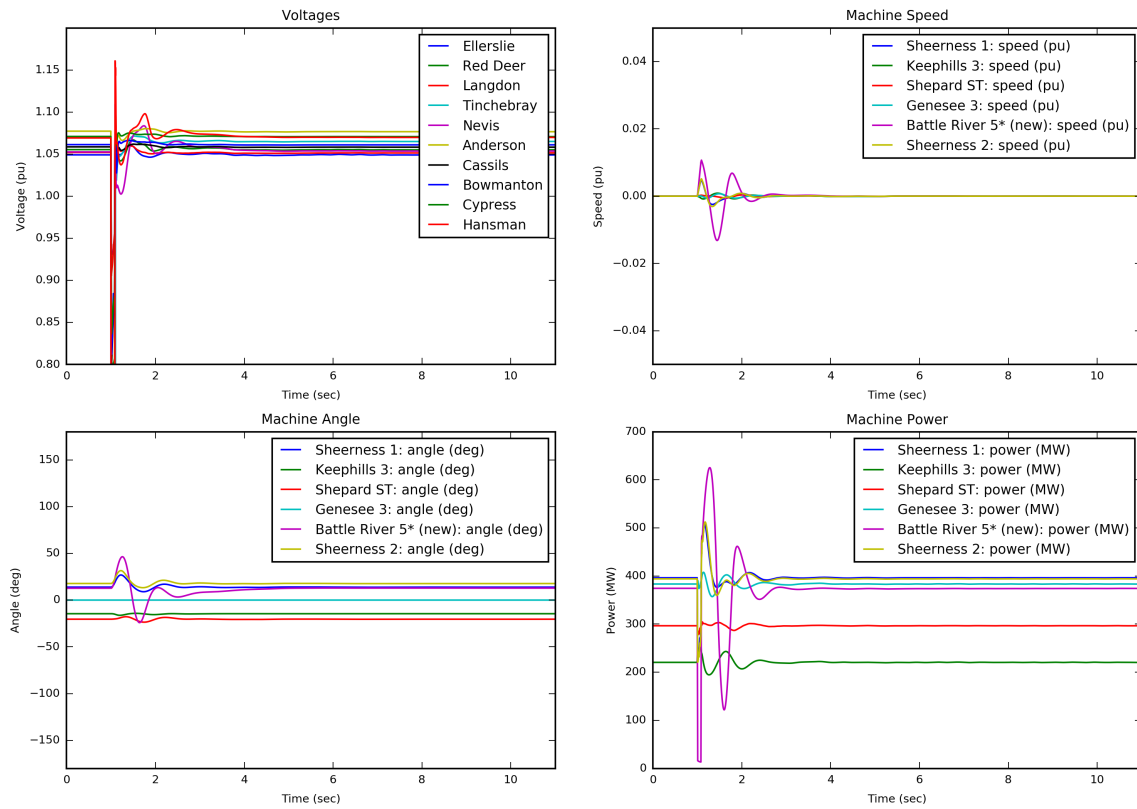 Voltages
Voltage (pu)
1.15
1.10
1.05
1.00
0.95
0.90
0.85
0.80
0 2 4 6 8 10
Time (sec)
Ellerslie
Red Deer
Langdon
Tinchebray
Nevis
Anderson
Cassils
Bowmanton
Cypress
Hansman
Machine Speed
Speed (pu)
0.04
0.02
0.00
−0.02
−0.04
0 2 4 6 8 10
Time (sec)
Sheerness 1: speed (pu)
Keephills 3: speed (pu)
Shepard ST: speed (pu)
Genesee 3: speed (pu)
Battle River 5* (new): speed (pu)
Sheerness 2: speed (pu)
Machine Angle
Angle (deg)
150
100
50
0
−50
−100
−150
0 2 4 6 8 10
Time (sec)
Sheerness 1: angle (deg)
Keephills 3: angle (deg)
Shepard ST: angle (deg)
Genesee 3: angle (deg)
Battle River 5* (new): angle (deg)
Sheerness 2: angle (deg)
Machine Power
Power (MW)
700
600
500
400
300
200
100
0
0 2 4 6 8 10
Time (sec)
Sheerness 1: power (MW)
Keephills 3: power (MW)
Shepard ST: power (MW)
Genesee 3: power (MW)
Battle River 5* (new): power (MW)
Sheerness 2: power (MW)